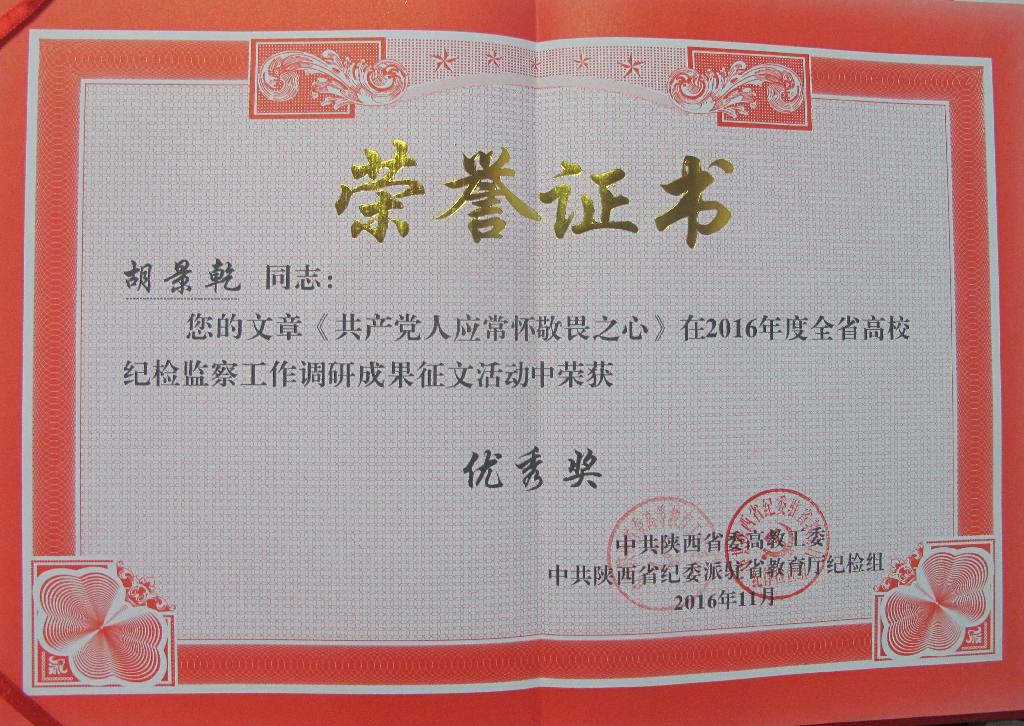 荣誉证书
胡景乾 同志：
您的文章《共产党人应常怀敬畏之心》在2016年度全省高校
纪检监察工作调研成果征文活动中荣获
优秀奖
中共陕西省委高教工委
中共陕西省纪委派驻省教育厅纪检组
2016年11月